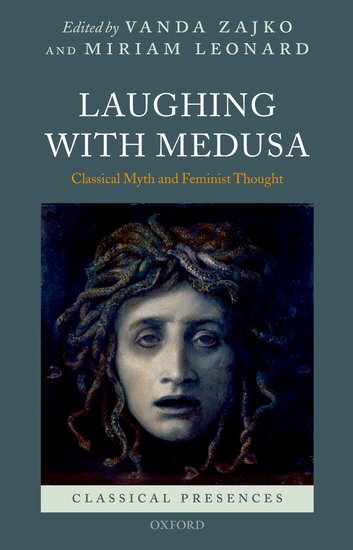 Edited by VANDA ZAJKO
AND MIRIAM LEONARD
LAUGHING
WITH MEDUSA
Classical Myth and Feminist Thought
CLASSICAL PRESENCES
OXFORD